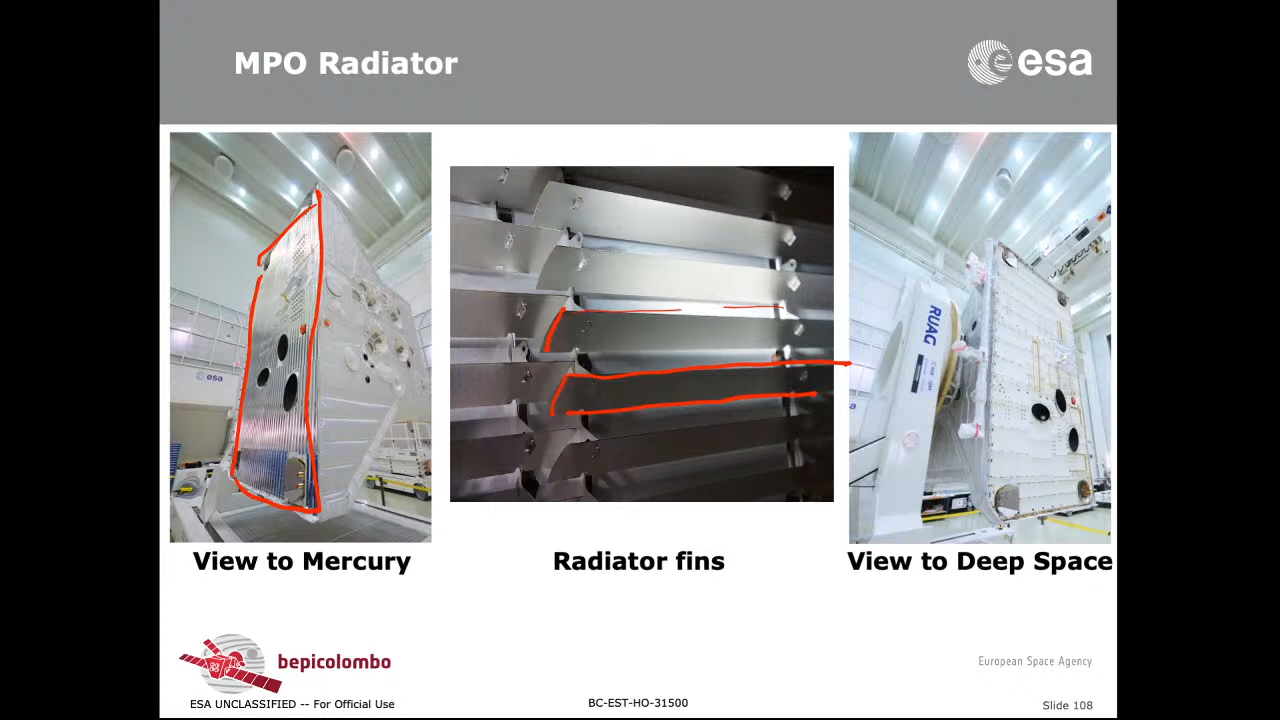 MPO Radiator
esa
esa
RUAG
View to Mercury
Radiator fins
View to Deep Space
bepicolombo
European Space Agency
ESA UNCLASSIFIED -- For Official Use
BC-EST-HO-31500
Slide 108